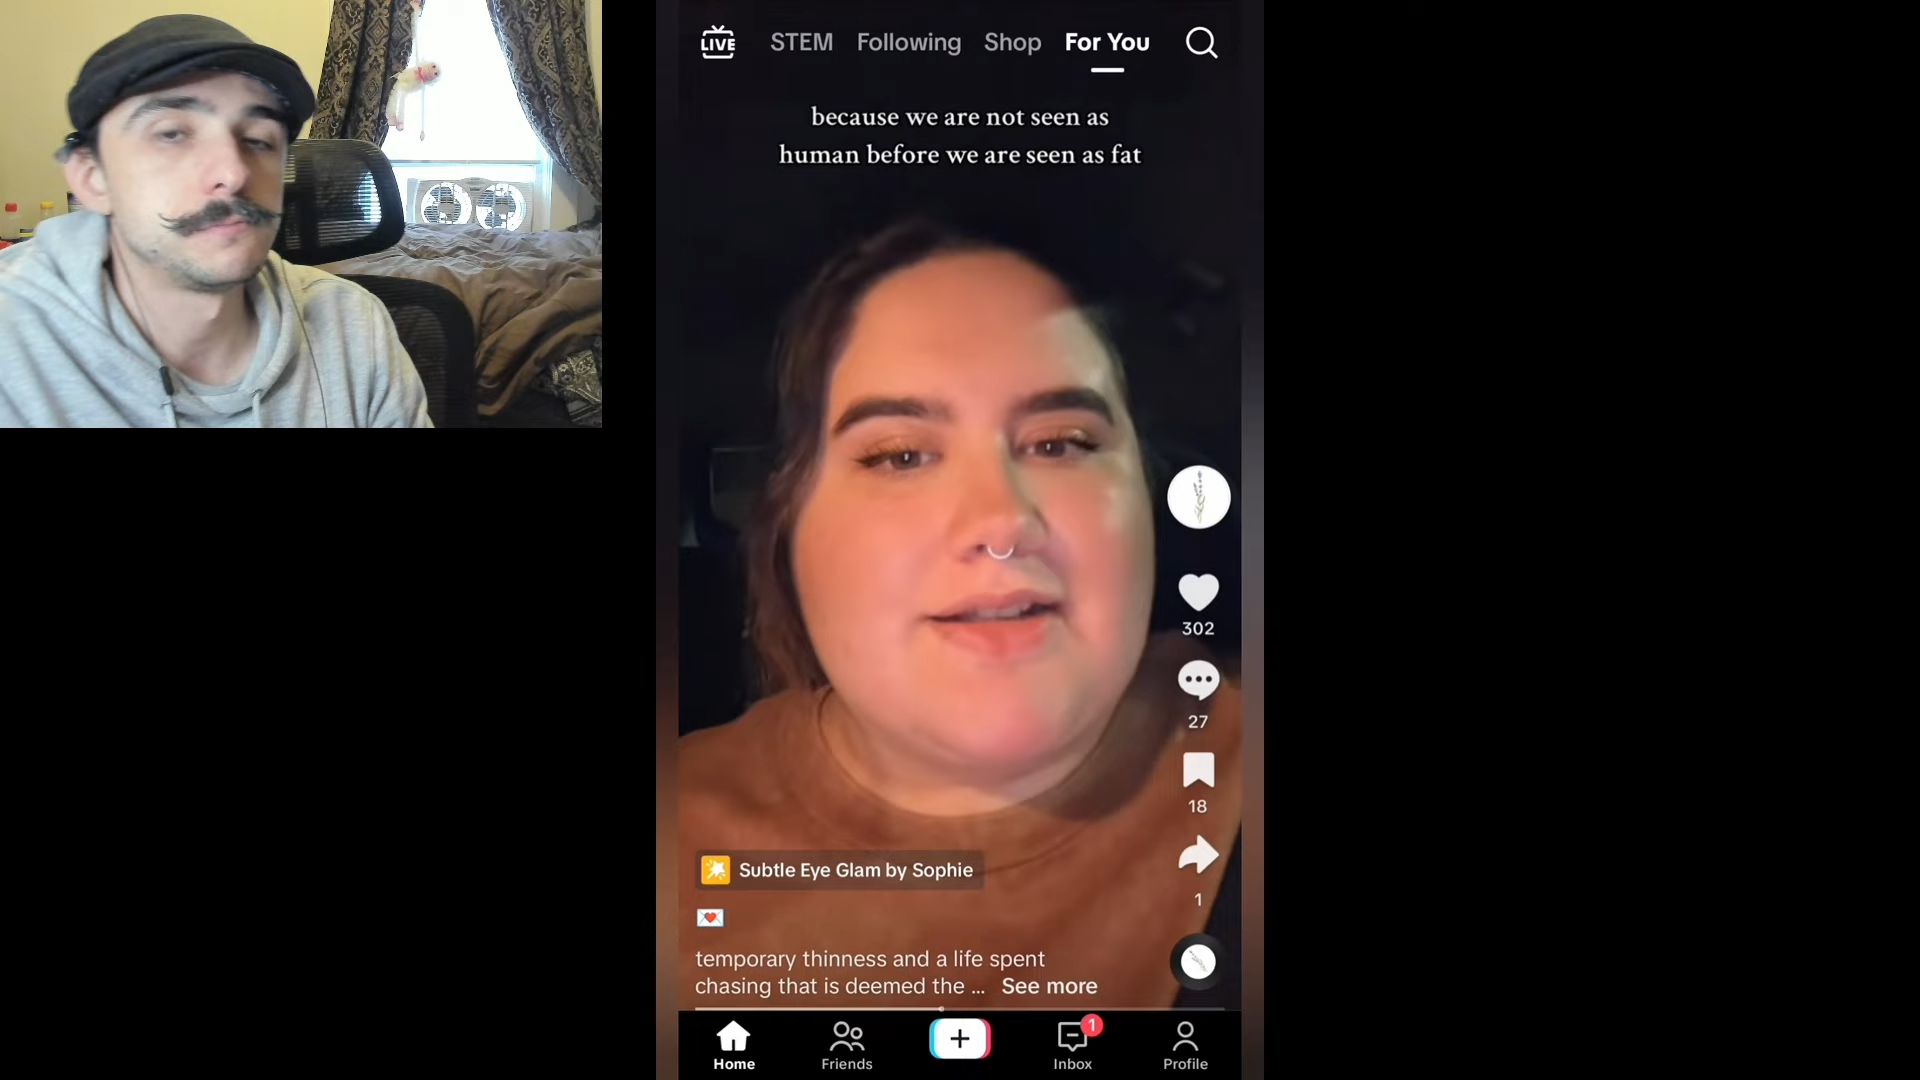 LIVE
STEM Following Shop For You
because we are not seen as
human before we are seen as fat
302
27
18
1
Subtle Eye Glam by Sophie
temporary thinness and a life spent
chasing that is deemed the ... See more
1
Home Friends Inbox Profile